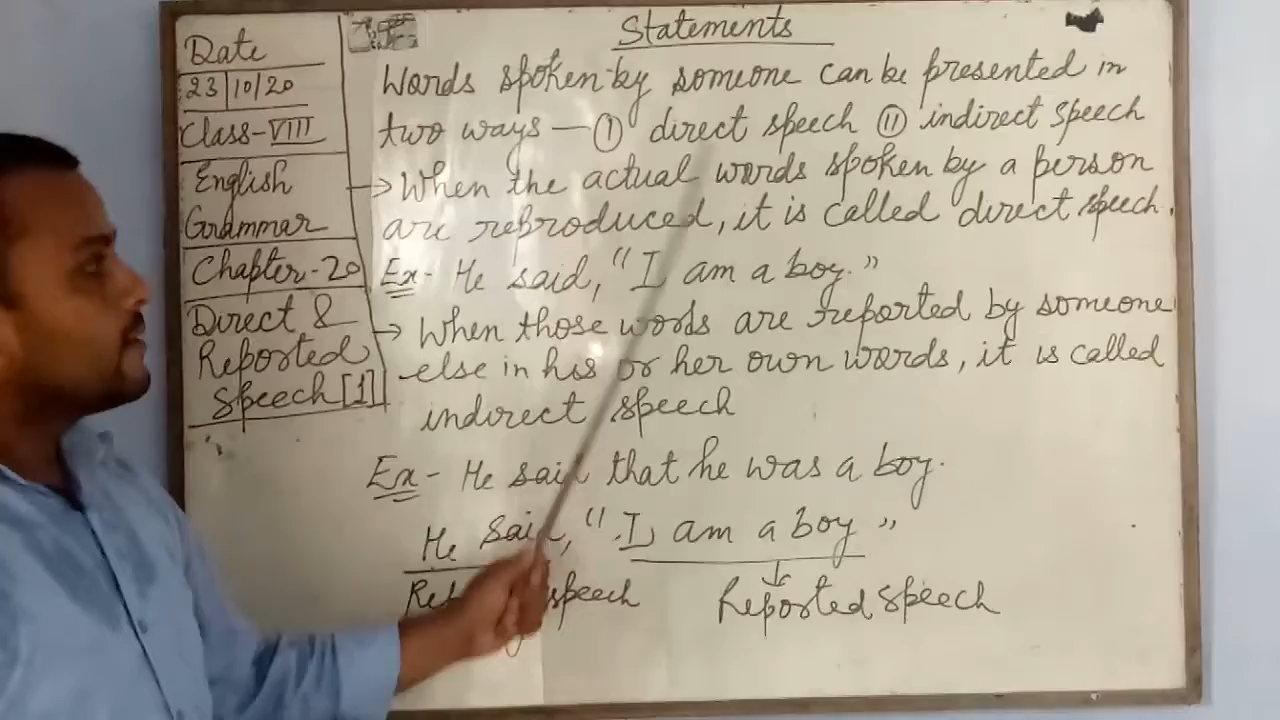 Date
23/10/20
Class-VIII
English
Grammar
Chapter-20
Direct &
Reported
Speech [1]
Statements
Words spoken by someone can be presented in
two ways — (I) direct speech (II) indirect speech
→ When the actual words spoken by a person
are reproduced, it is called direct speech.
Ex- He said, "I am a boy."
→ When those words are reported by someone
else in his or her own words, it is called
indirect speech
Ex- He said that he was a boy.
He said, "I am a boy"
speech
Reported speech